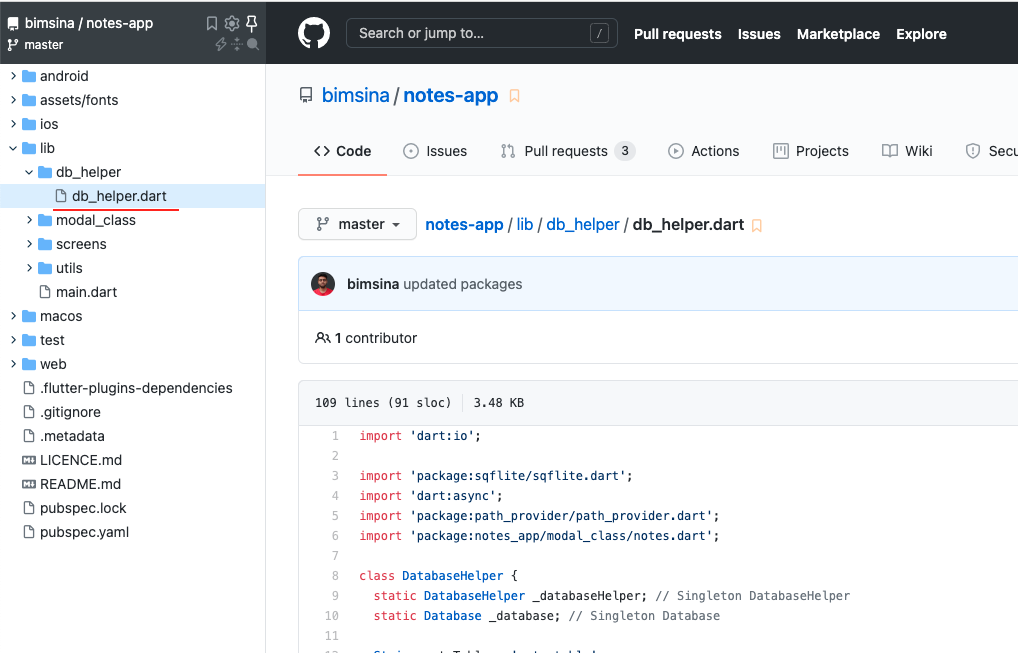 bimsina / notes-app
master
android
assets/fonts
ios
lib
db_helper
db_helper.dart
modal_class
screens
utils
main.dart
macos
test
web
.flutter-plugins-dependencies
.gitignore
.metadata
LICENCE.md
README.md
pubspec.lock
pubspec.yaml
Search or jump to... /
Pull requests Issues Marketplace Explore
bimsina / notes-app
Code Issues Pull requests 3 Actions Projects Wiki Secu
master notes-app / lib / db_helper / db_helper.dart
bimsina updated packages
1 contributor
109 lines (91 sloc) 3.48 KB
1 import 'dart:io';
2
3 import 'package:sqflite/sqflite.dart';
4 import 'dart:async';
5 import 'package:path_provider/path_provider.dart';
6 import 'package:notes_app/modal_class/notes.dart';
7
8 class DatabaseHelper {
9 static DatabaseHelper _databaseHelper; // Singleton DatabaseHelper
10 static Database _database; // Singleton Database
11